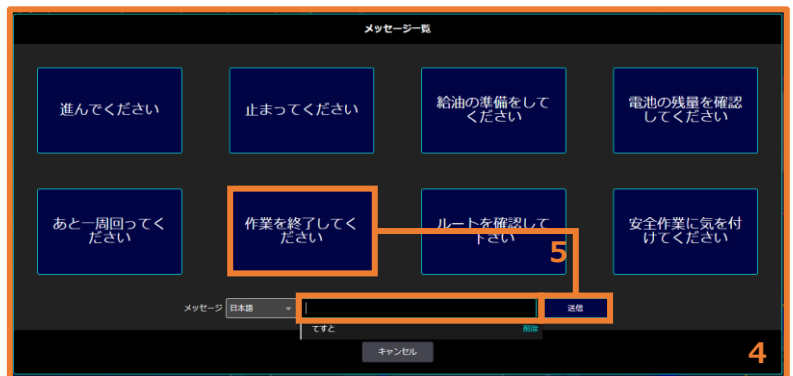 メッセージ一覧
進んでください
止まってください
給油の準備をして
ください
電池の残量を確認
してください
あと一周回ってく
ださい
作業を終了してく
ださい
ルートを確認して
下さい
安全作業に気を付
けてください
5
メッセージ 日本語 送信
てすと 削除
キャンセル
4